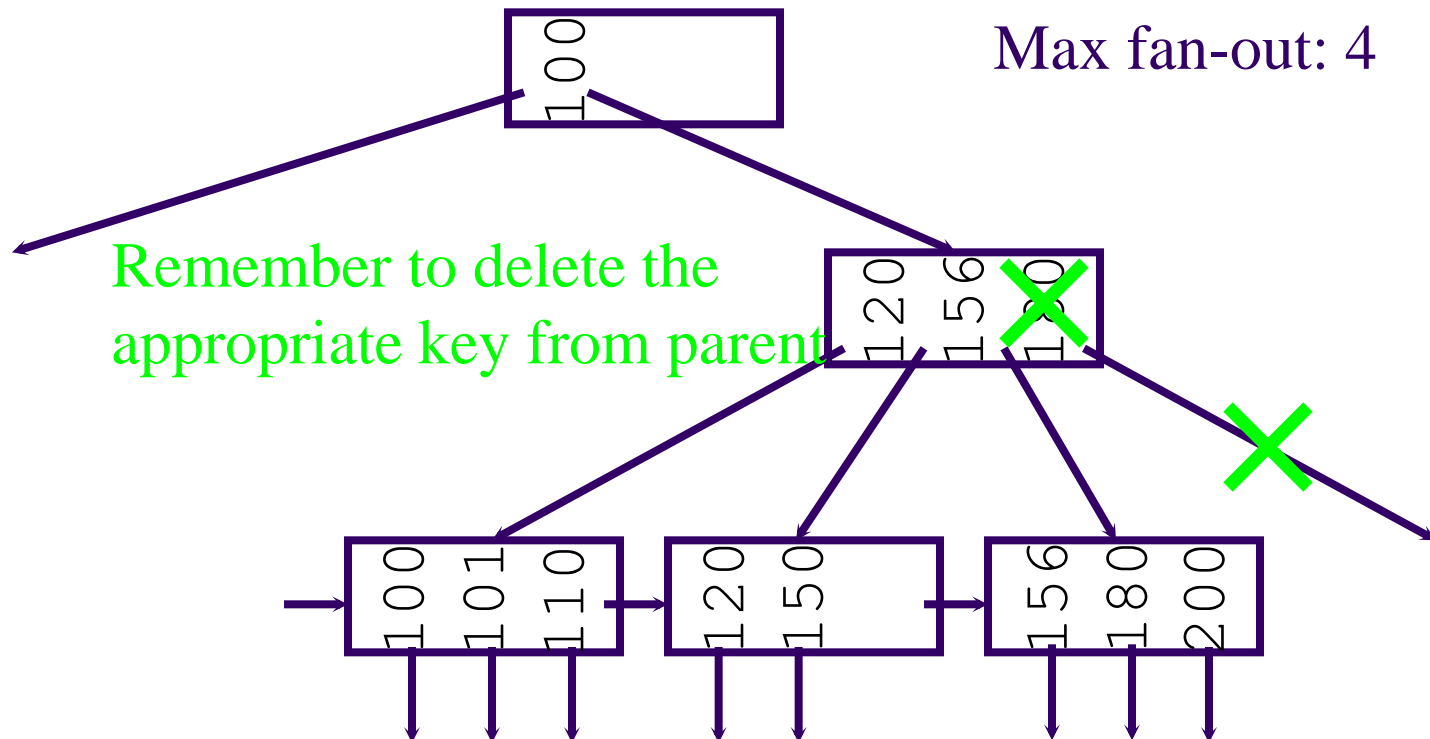 100
Max fan-out: 4
Remember to delete the
appropriate key from parent
120 156 180
100 101 110
120 150
156 180 200